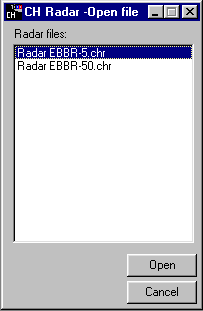 CH Radar -Open file
Radar files:
Radar EBBR-5.chr
Radar EBBR-50.chr
Open
Cancel